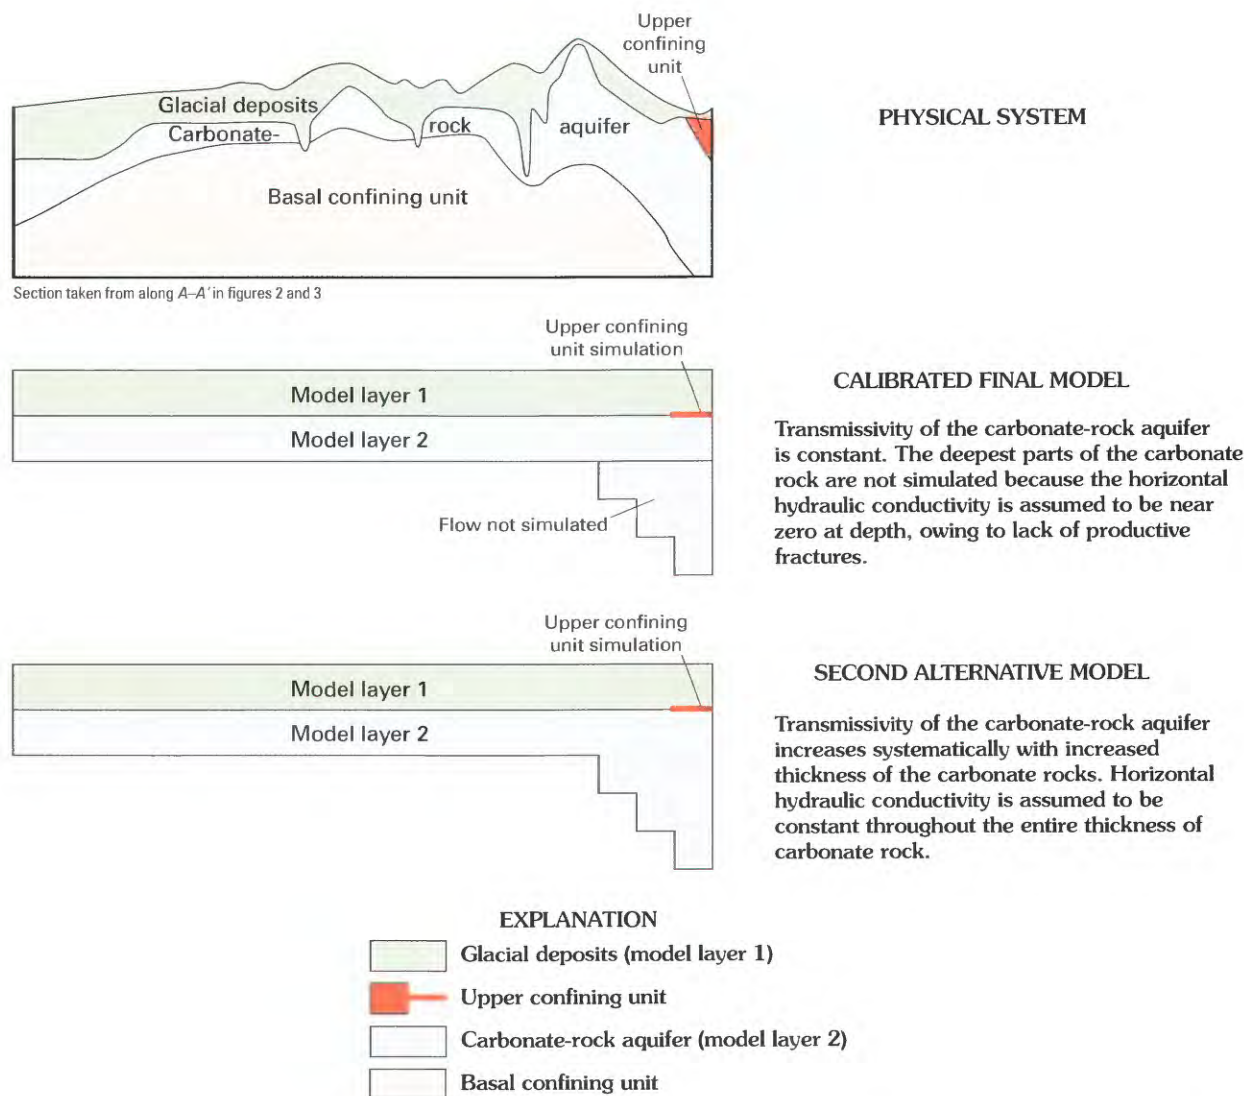 Upper
confining
unit
Glacial deposits
Carbonate-
rock
aquifer
Basal confining unit
PHYSICAL SYSTEM
Section taken from along A–A' in figures 2 and 3
Upper confining
unit simulation
Model layer 1
Model layer 2
Flow not simulated
CALIBRATED FINAL MODEL
Transmissivity of the carbonate-rock aquifer
is constant. The deepest parts of the carbonate
rock are not simulated because the horizontal
hydraulic conductivity is assumed to be near
zero at depth, owing to lack of productive
fractures.
Upper confining
unit simulation
Model layer 1
Model layer 2
SECOND ALTERNATIVE MODEL
Transmissivity of the carbonate-rock aquifer
increases systematically with increased
thickness of the carbonate rocks. Horizontal
hydraulic conductivity is assumed to be
constant throughout the entire thickness of
carbonate rock.
EXPLANATION
Glacial deposits (model layer 1)
Upper confining unit
Carbonate-rock aquifer (model layer 2)
Basal confining unit